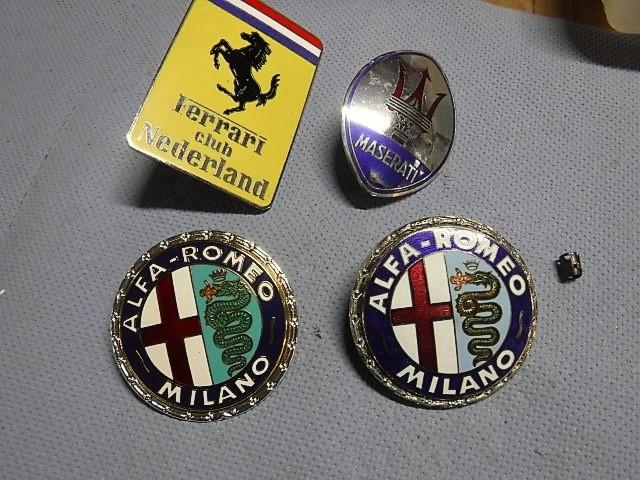 Ferrari
club
Nederland
MASERATI
ALFA-ROMEO
MILANO
ALFA-ROMEO
MILANO